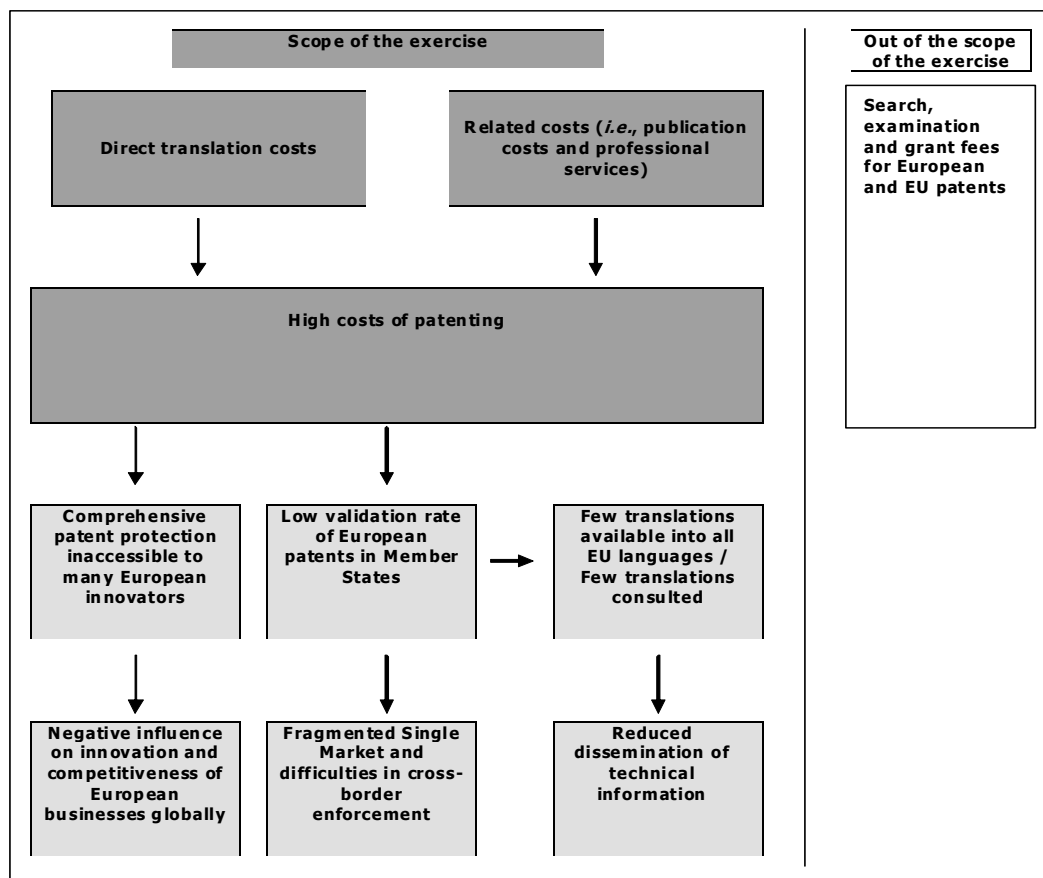 Scope of the exercise
Out of the scope
of the exercise
Direct translation costs
Related costs (i.e., publication
costs and professional
services)
Search,
examination
and grant fees
for European
and EU patents
High costs of patenting
Comprehensive
patent protection
inaccessible to
many European
innovators
Low validation rate
of European
patents in Member
States
Few translations
available into all
EU languages /
Few translations
consulted
Negative influence
on innovation and
competitiveness of
European
businesses globally
Fragmented Single
Market and
difficulties in cross-
border
enforcement
Reduced
dissemination of
technical
information